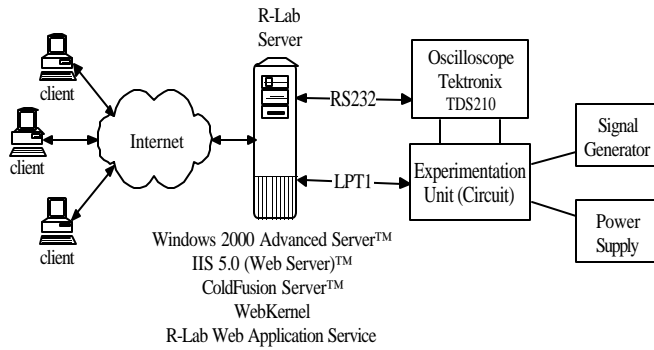 R-Lab
Server
client
client
client
Internet
RS232
LPT1
Oscilloscope
Tektronix
TDS210
Experimentation
Unit (Circuit)
Signal
Generator
Power
Supply
Windows 2000 Advanced Server™
IIS 5.0 (Web Server)™
ColdFusion Server™
WebKernel
R-Lab Web Application Service